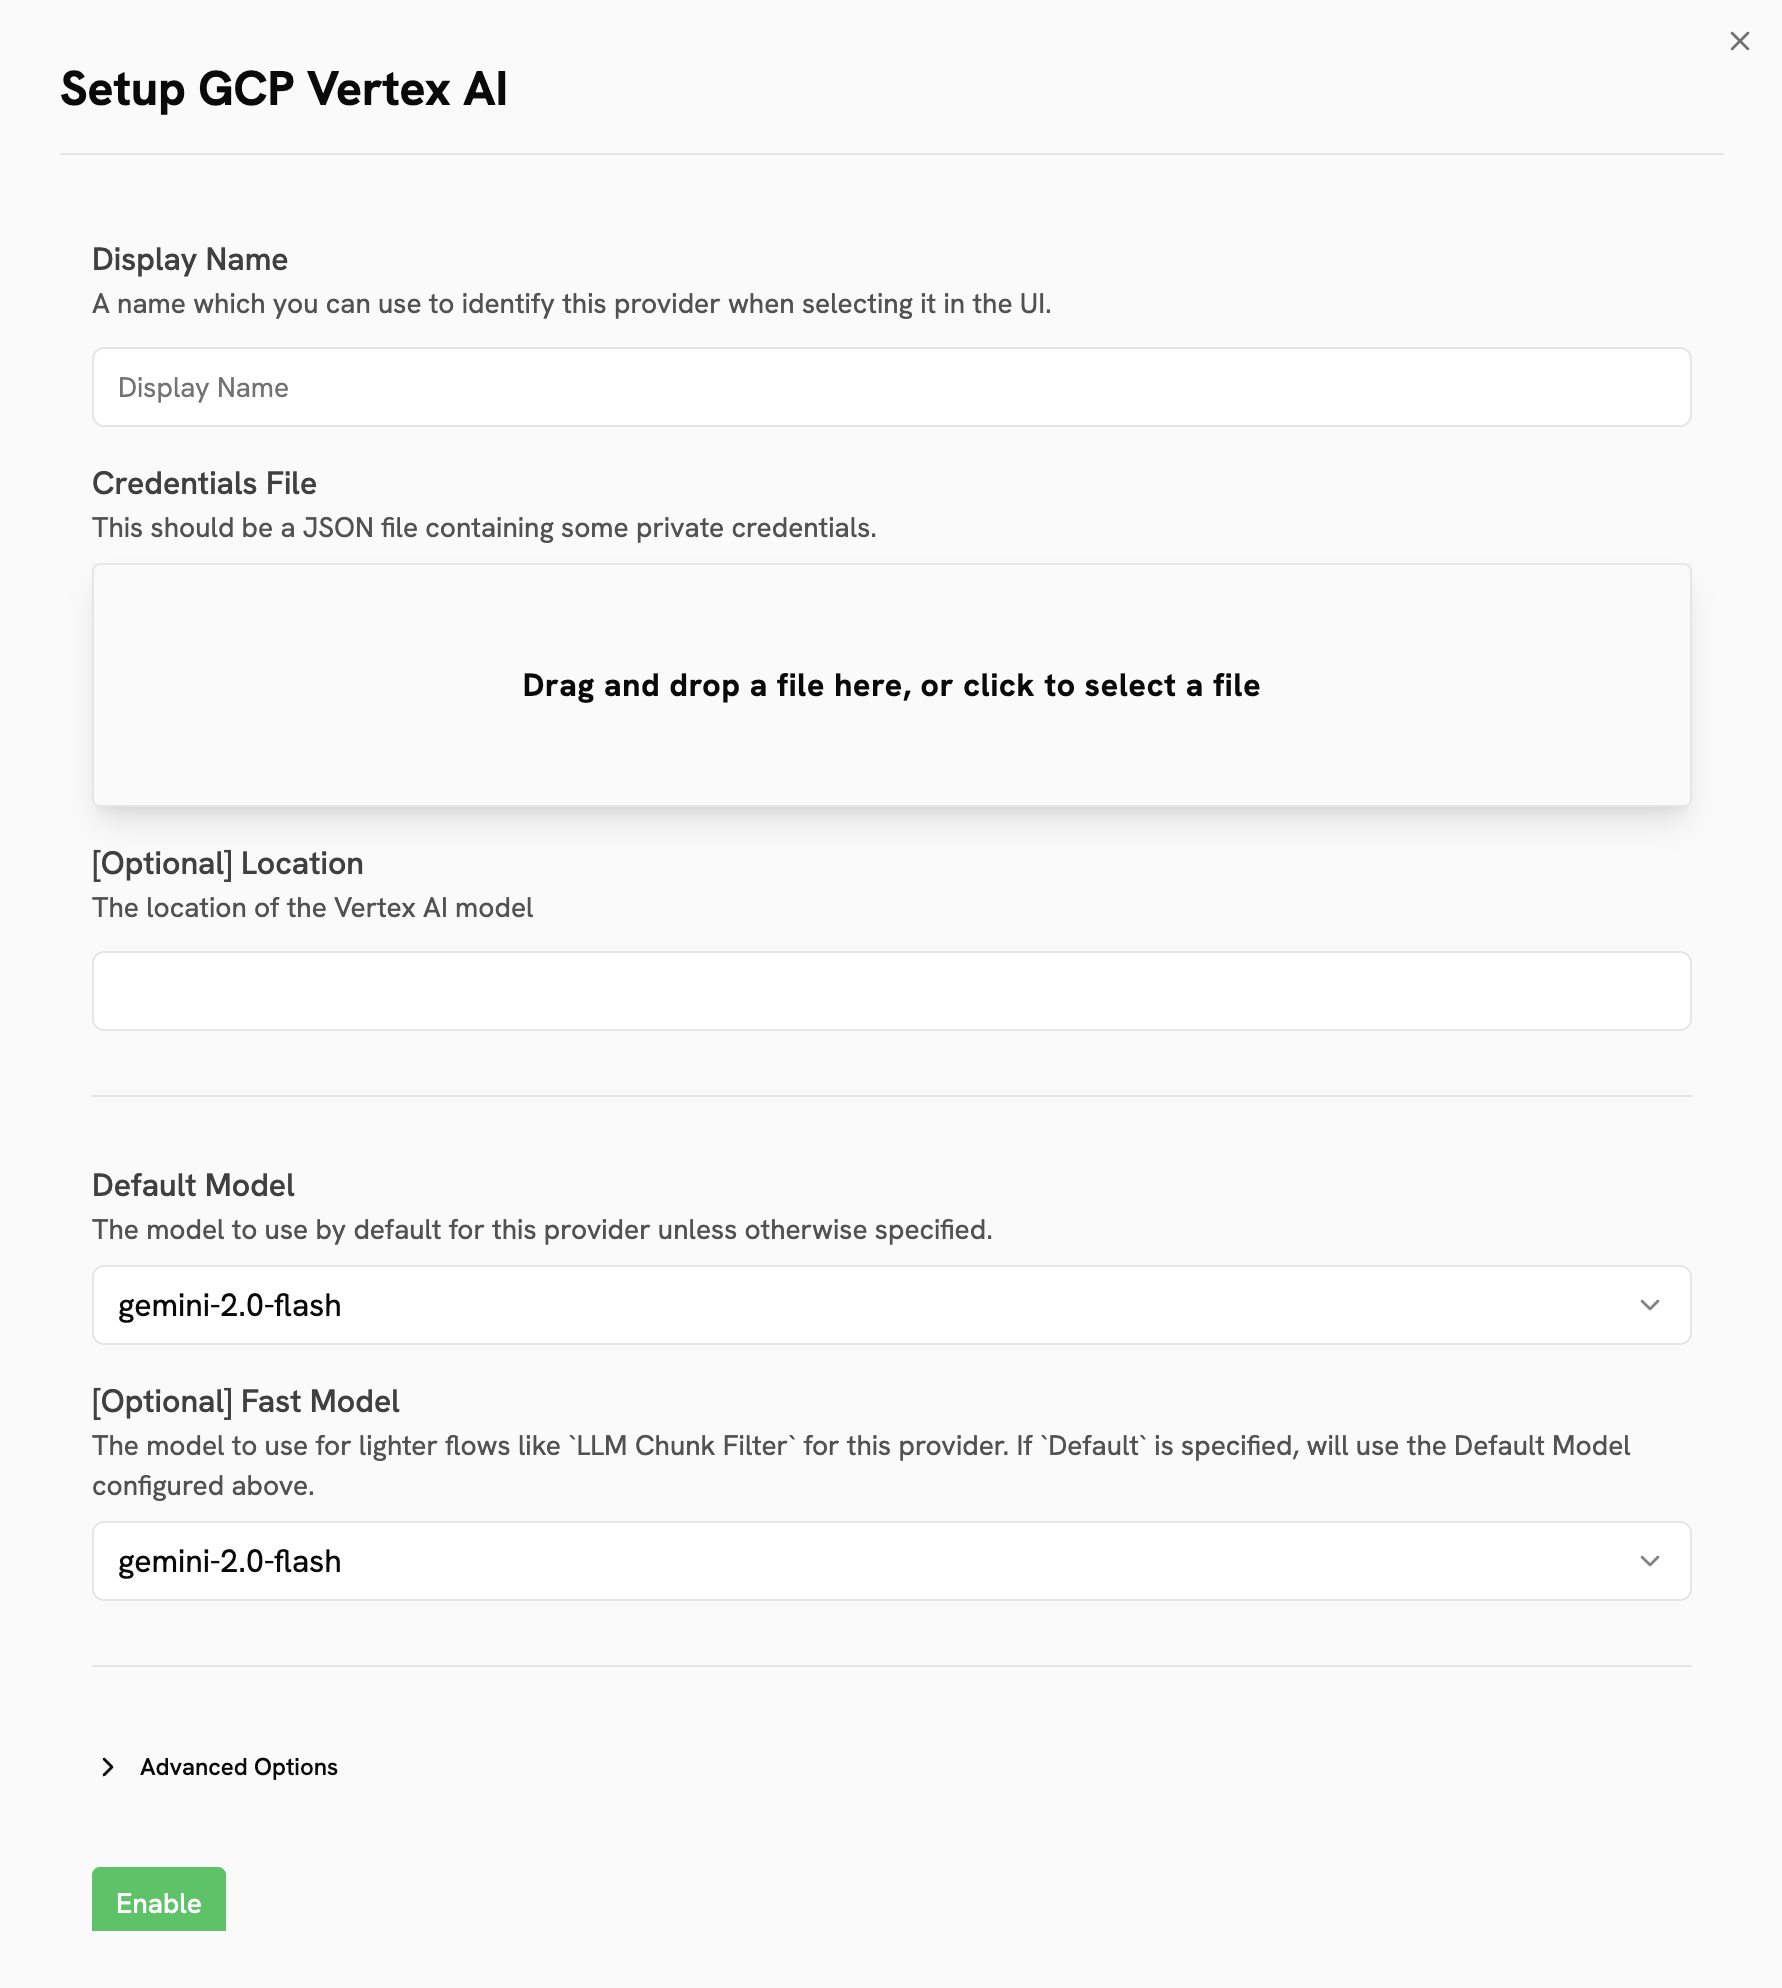 Setup GCP Vertex AI
Display Name
A name which you can use to identify this provider when selecting it in the UI.
Display Name
Credentials File
This should be a JSON file containing some private credentials.
Drag and drop a file here, or click to select a file
[Optional] Location
The location of the Vertex AI model
Default Model
The model to use by default for this provider unless otherwise specified.
gemini-2.0-flash
[Optional] Fast Model
The model to use for lighter flows like `LLM Chunk Filter` for this provider. If `Default` is specified, will use the Default Model
configured above.
gemini-2.0-flash
Advanced Options
Enable